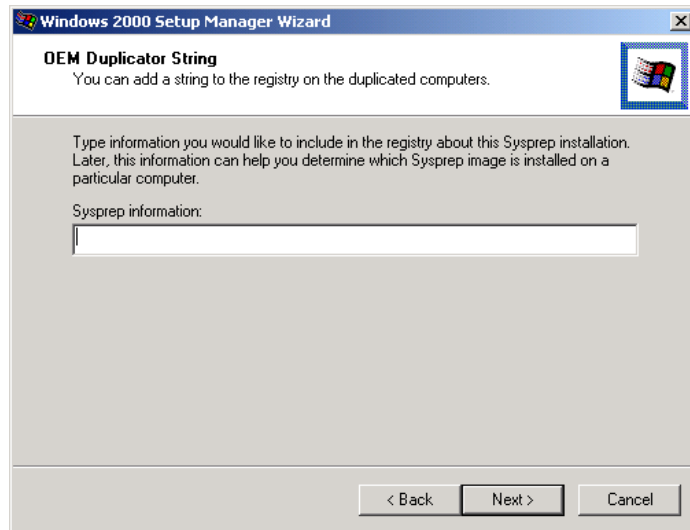 Windows 2000 Setup Manager Wizard
OEM Duplicator String
You can add a string to the registry on the duplicated computers.
Type information you would like to include in the registry about this Sysprep installation.
Later, this information can help you determine which Sysprep image is installed on a
particular computer.
Sysprep information:
< Back Next > Cancel